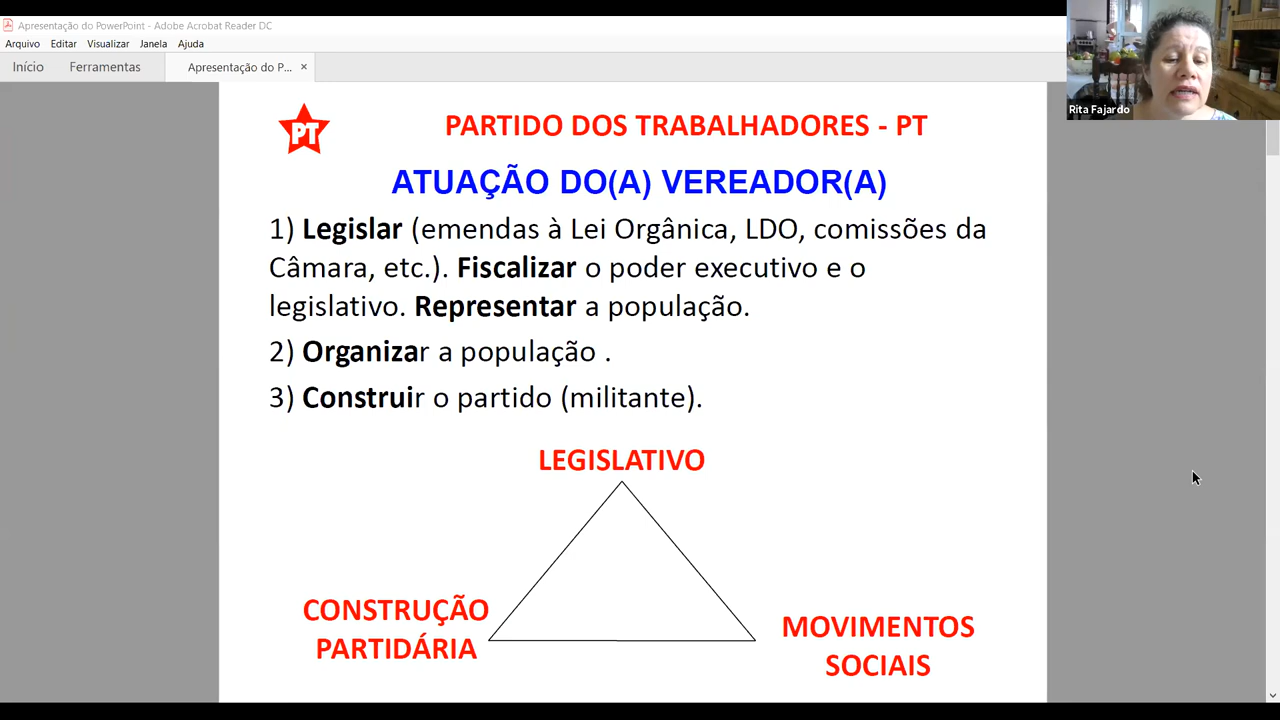 Apresentação do PowerPoint - Adobe Acrobat Reader DC
Arquivo Editar Visualizar Janela Ajuda
Início Ferramentas Apresentação do P... ×
Rita Fajardo
PT
PARTIDO DOS TRABALHADORES - PT
ATUAÇÃO DO(A) VEREADOR(A)
1) Legislar (emendas à Lei Orgânica, LDO, comissões da
Câmara, etc.). Fiscalizar o poder executivo e o
legislativo. Representar a população.
2) Organizar a população .
3) Construir o partido (militante).
LEGISLATIVO
CONSTRUÇÃO
PARTIDÁRIA
MOVIMENTOS
SOCIAIS